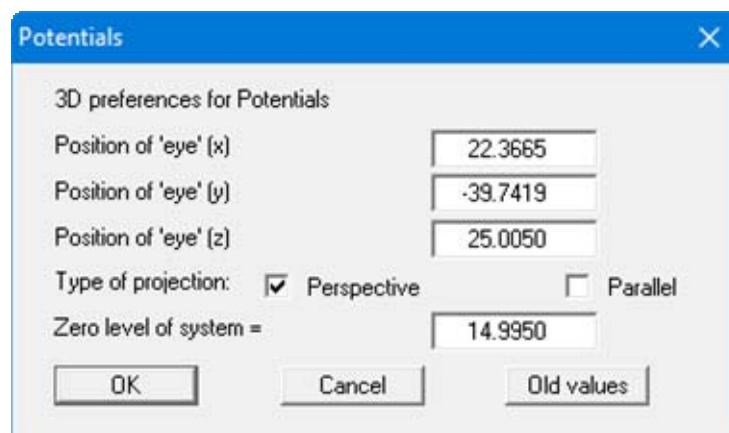 Potentials
3D preferences for Potentials
Position of 'eye' (x) 22.3665
Position of 'eye' (y) -39.7419
Position of 'eye' (z) 25.0050
Type of projection: Perspective Parallel
Zero level of system = 14.9950
OK Cancel Old values